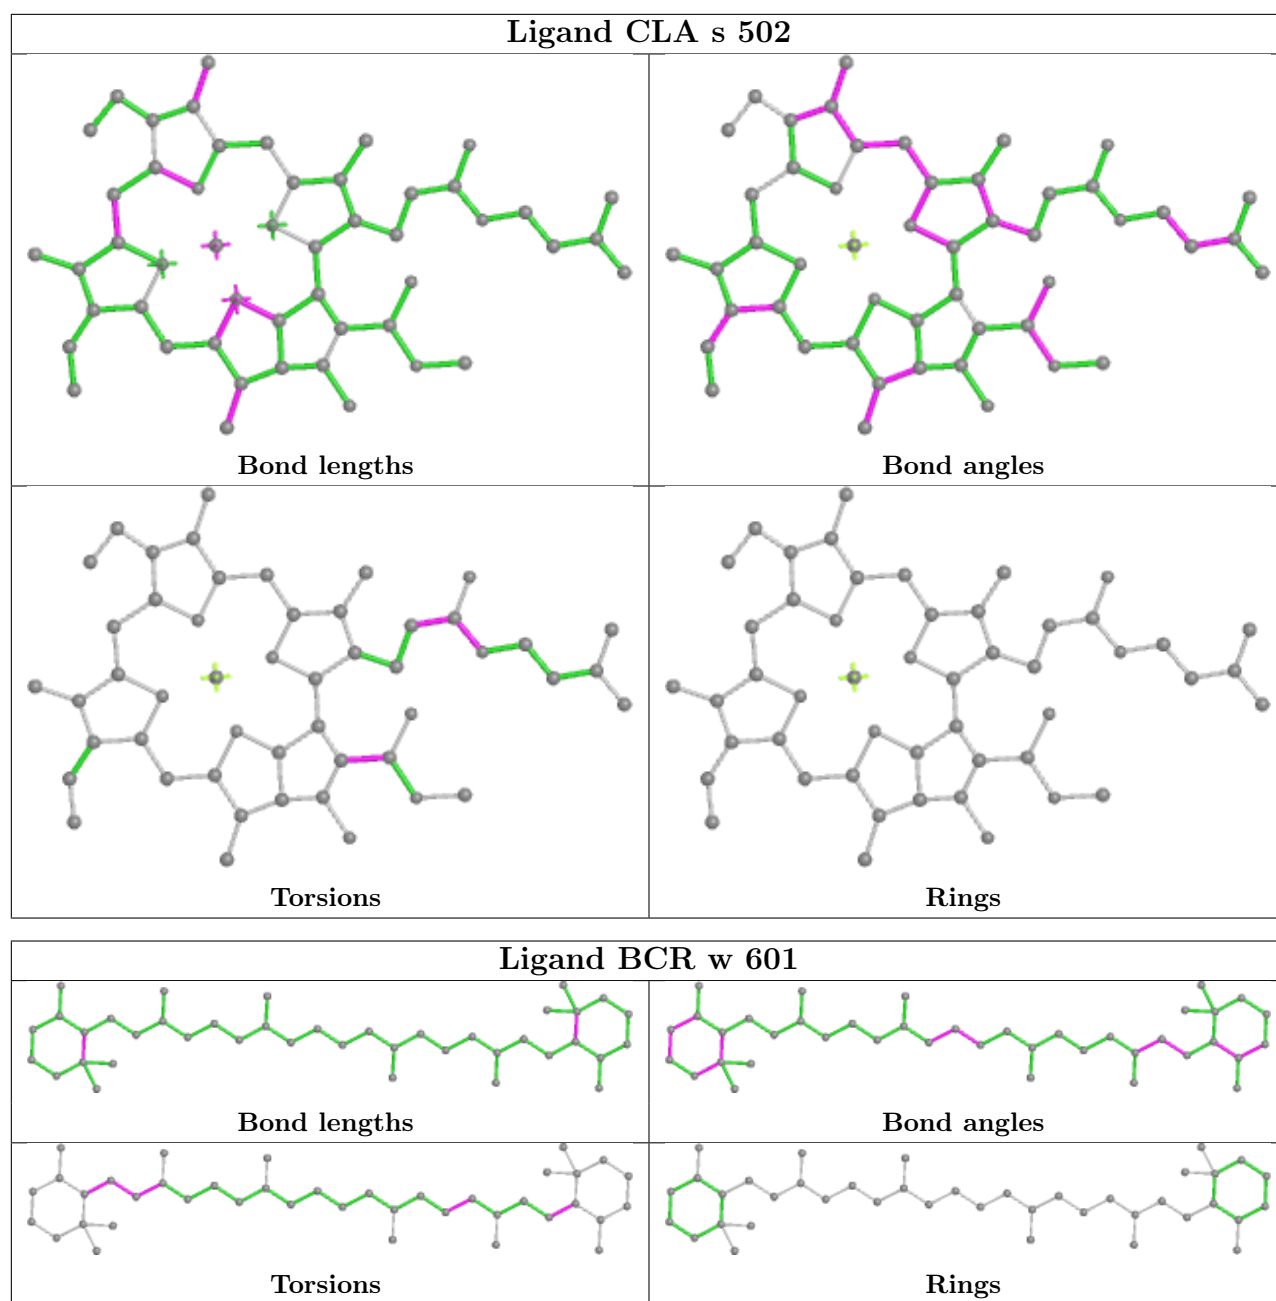 Ligand CLA s 502
Bond lengths
Bond angles
Torsions
Rings
Ligand BCR w 601
Bond lengths
Bond angles
Torsions
Rings